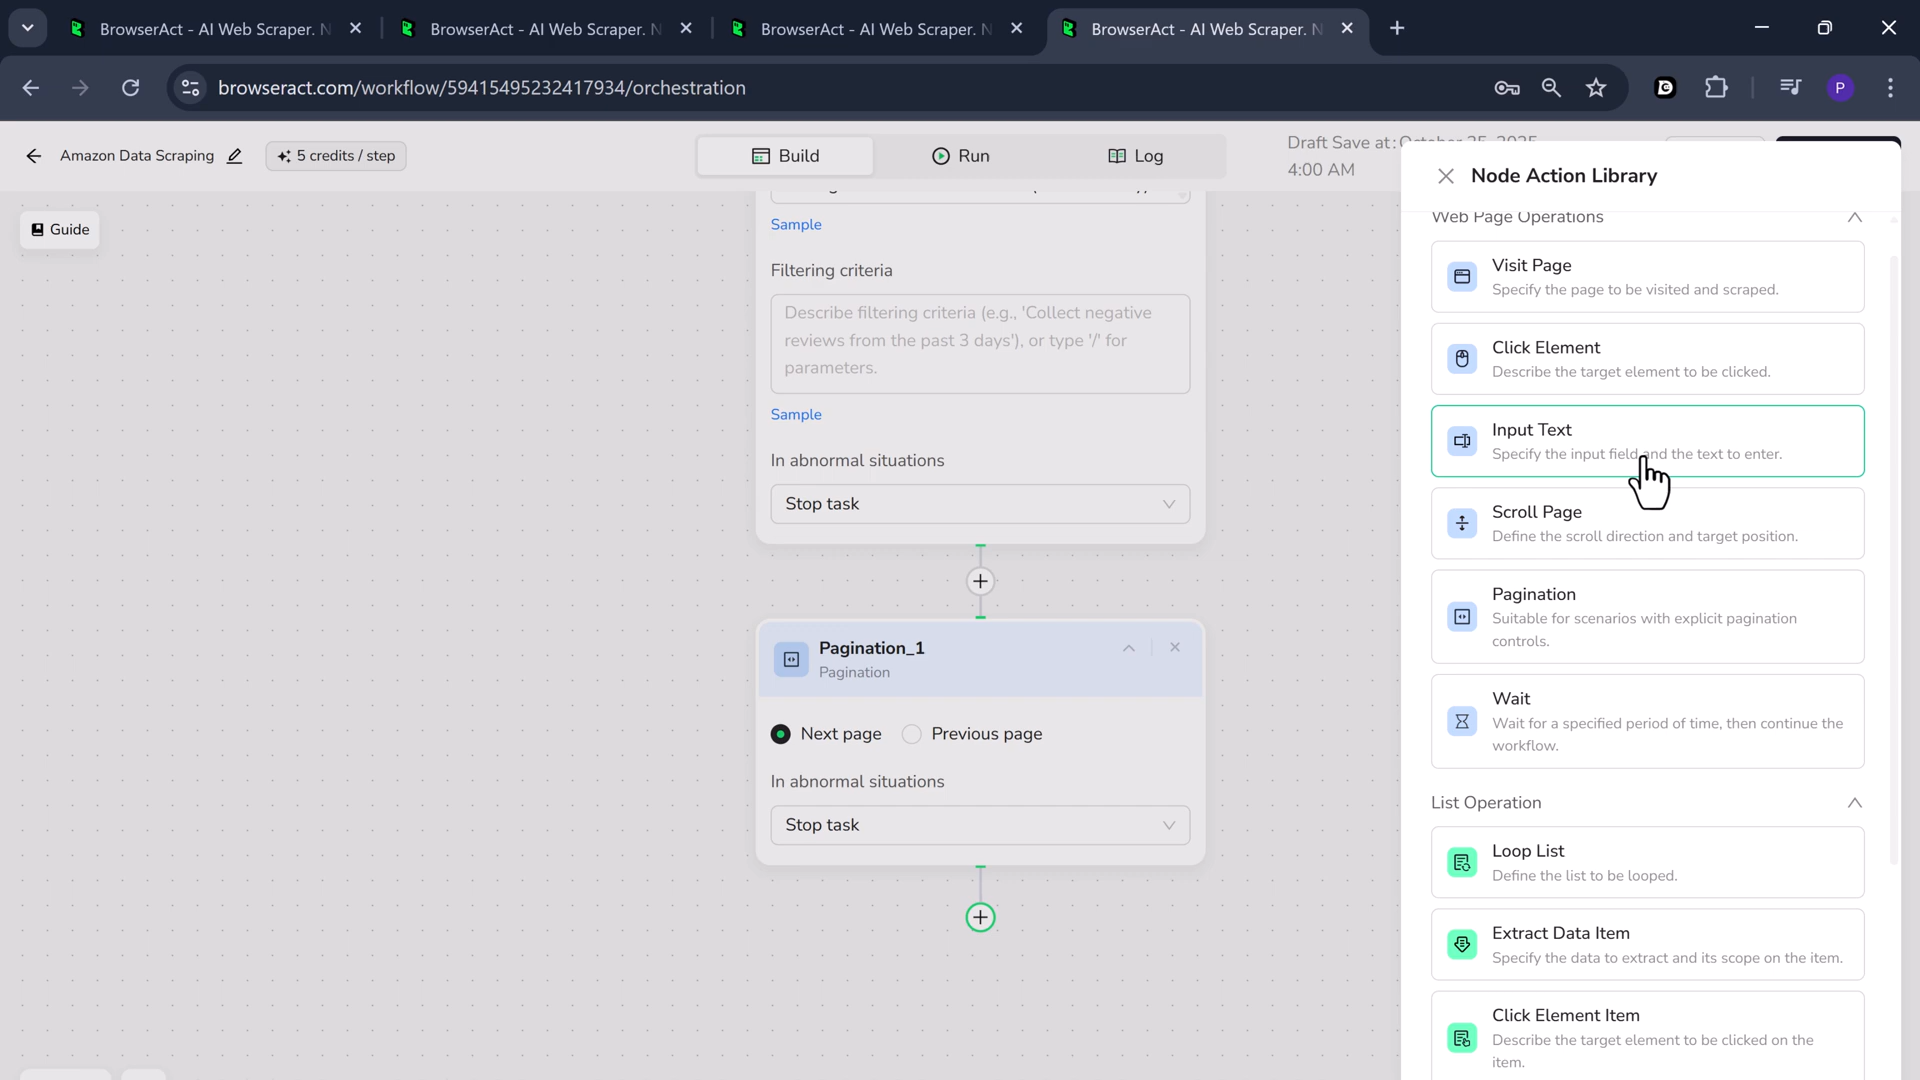 BrowserAct - AI Web Scraper. N
BrowserAct - AI Web Scraper. N
BrowserAct - AI Web Scraper. N
BrowserAct - AI Web Scraper. N
browseract.com/workflow/59415495232417934/orchestration
P
Amazon Data Scraping
5 credits / step
Build
Run
Log
Draft Save at: October 25, 2025
4:00 AM
Guide
Sample
Filtering criteria
Describe filtering criteria (e.g., 'Collect negative
reviews from the past 3 days'), or type '/' for
parameters.
Sample
In abnormal situations
Stop task
Pagination_1
Pagination
Next page
Previous page
In abnormal situations
Stop task
Node Action Library
Web Page Operations
Visit Page
Specify the page to be visited and scraped.
Click Element
Describe the target element to be clicked.
Input Text
Specify the input field and the text to enter.
Scroll Page
Define the scroll direction and target position.
Pagination
Suitable for scenarios with explicit pagination
controls.
Wait
Wait for a specified period of time, then continue the
workflow.
List Operation
Loop List
Define the list to be looped.
Extract Data Item
Specify the data to extract and its scope on the item.
Click Element Item
Describe the target element to be clicked on the
item.